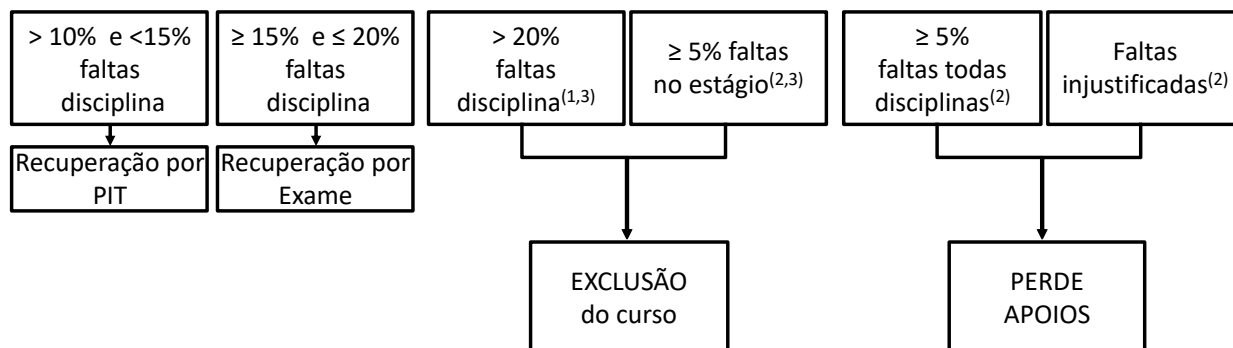 > 10% e <15%
faltas
disciplina
≥ 15% e ≤ 20%
faltas
disciplina
> 20%
faltas
disciplina(1,3)
≥ 5% faltas
no estágio(2,3)
≥ 5%
faltas todas
disciplinas(2)
Faltas
injustificadas(2)
Recuperação por
PIT
Recuperação por
Exame
EXCLUSÃO
do curso
PERDE
APOIOS